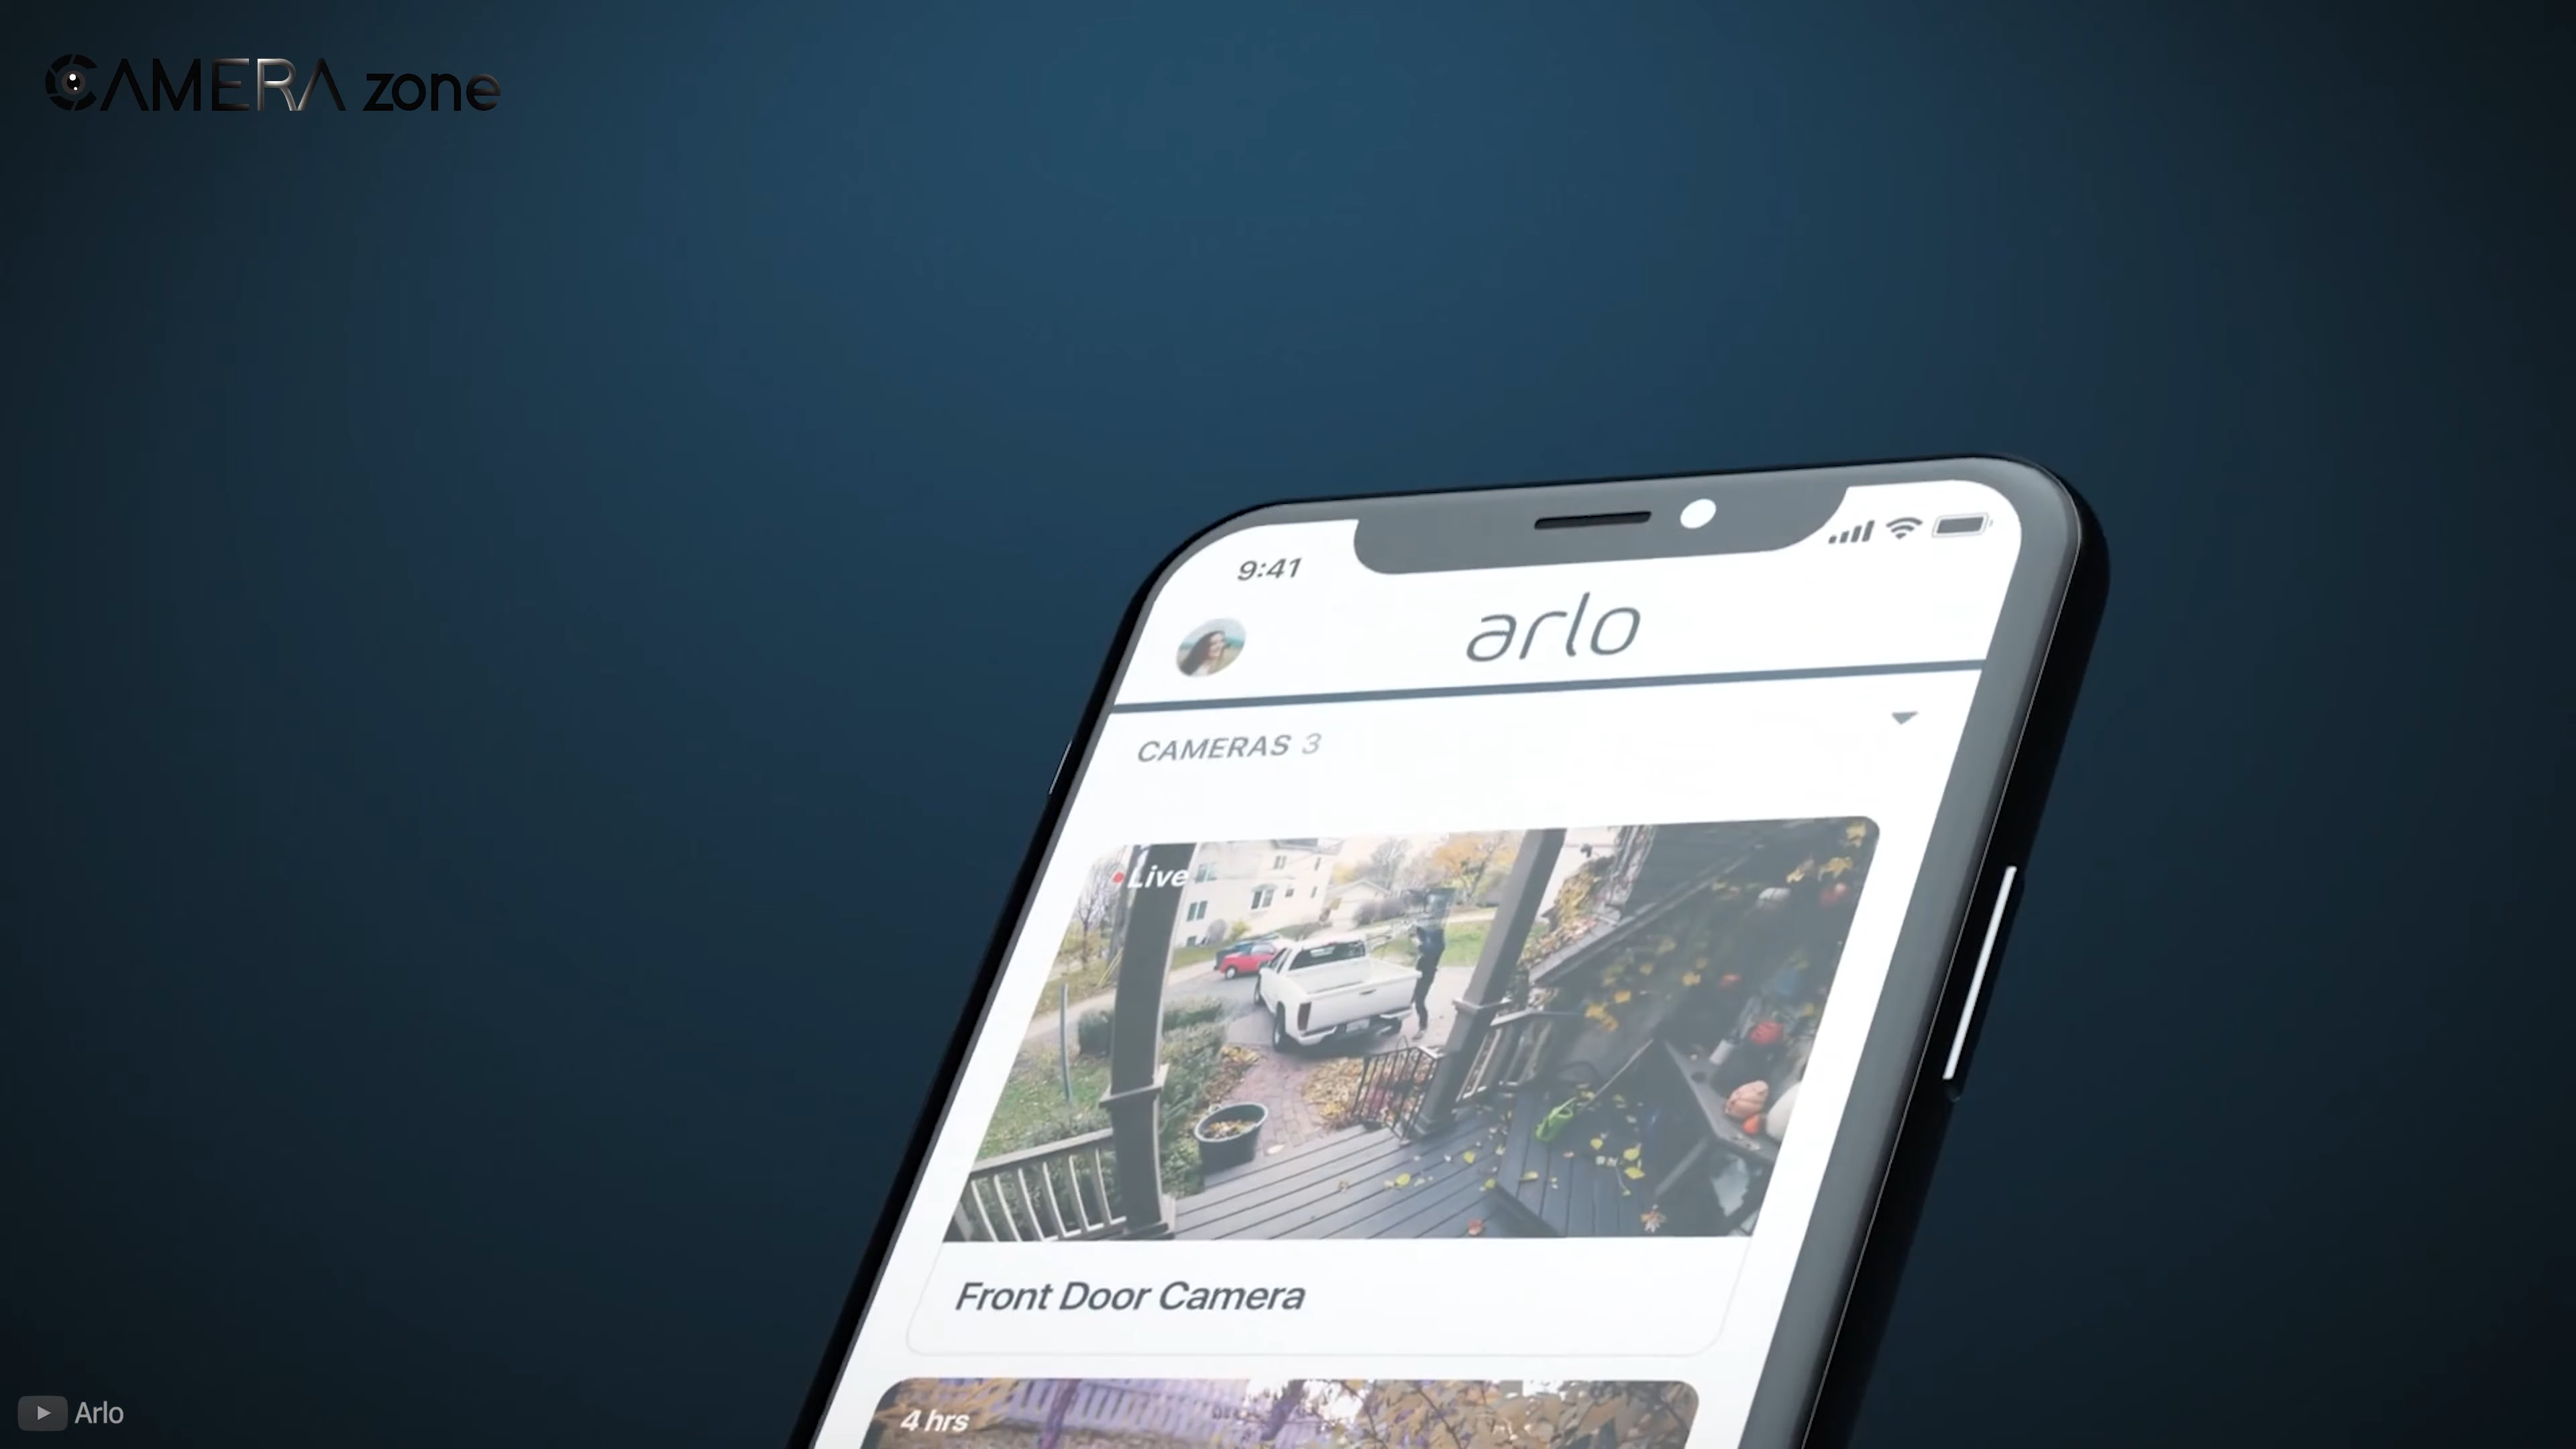 CAMERA zone
9:41
arlo
CAMERAS 3
Live
Front Door Camera
4 hrs
Arlo